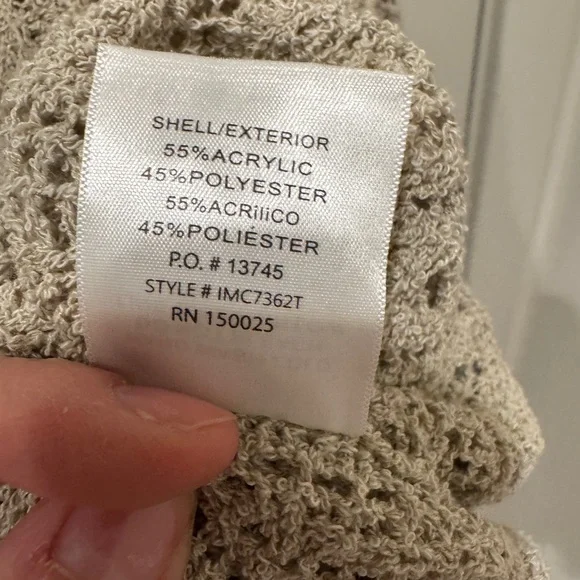 SHELL/EXTERIOR
55%ACRYLIC
45%POLYESTER
55%ACRíliCO
45%POLIÉSTER
P.O. # 13745
STYLE # IMC7362T
RN 150025